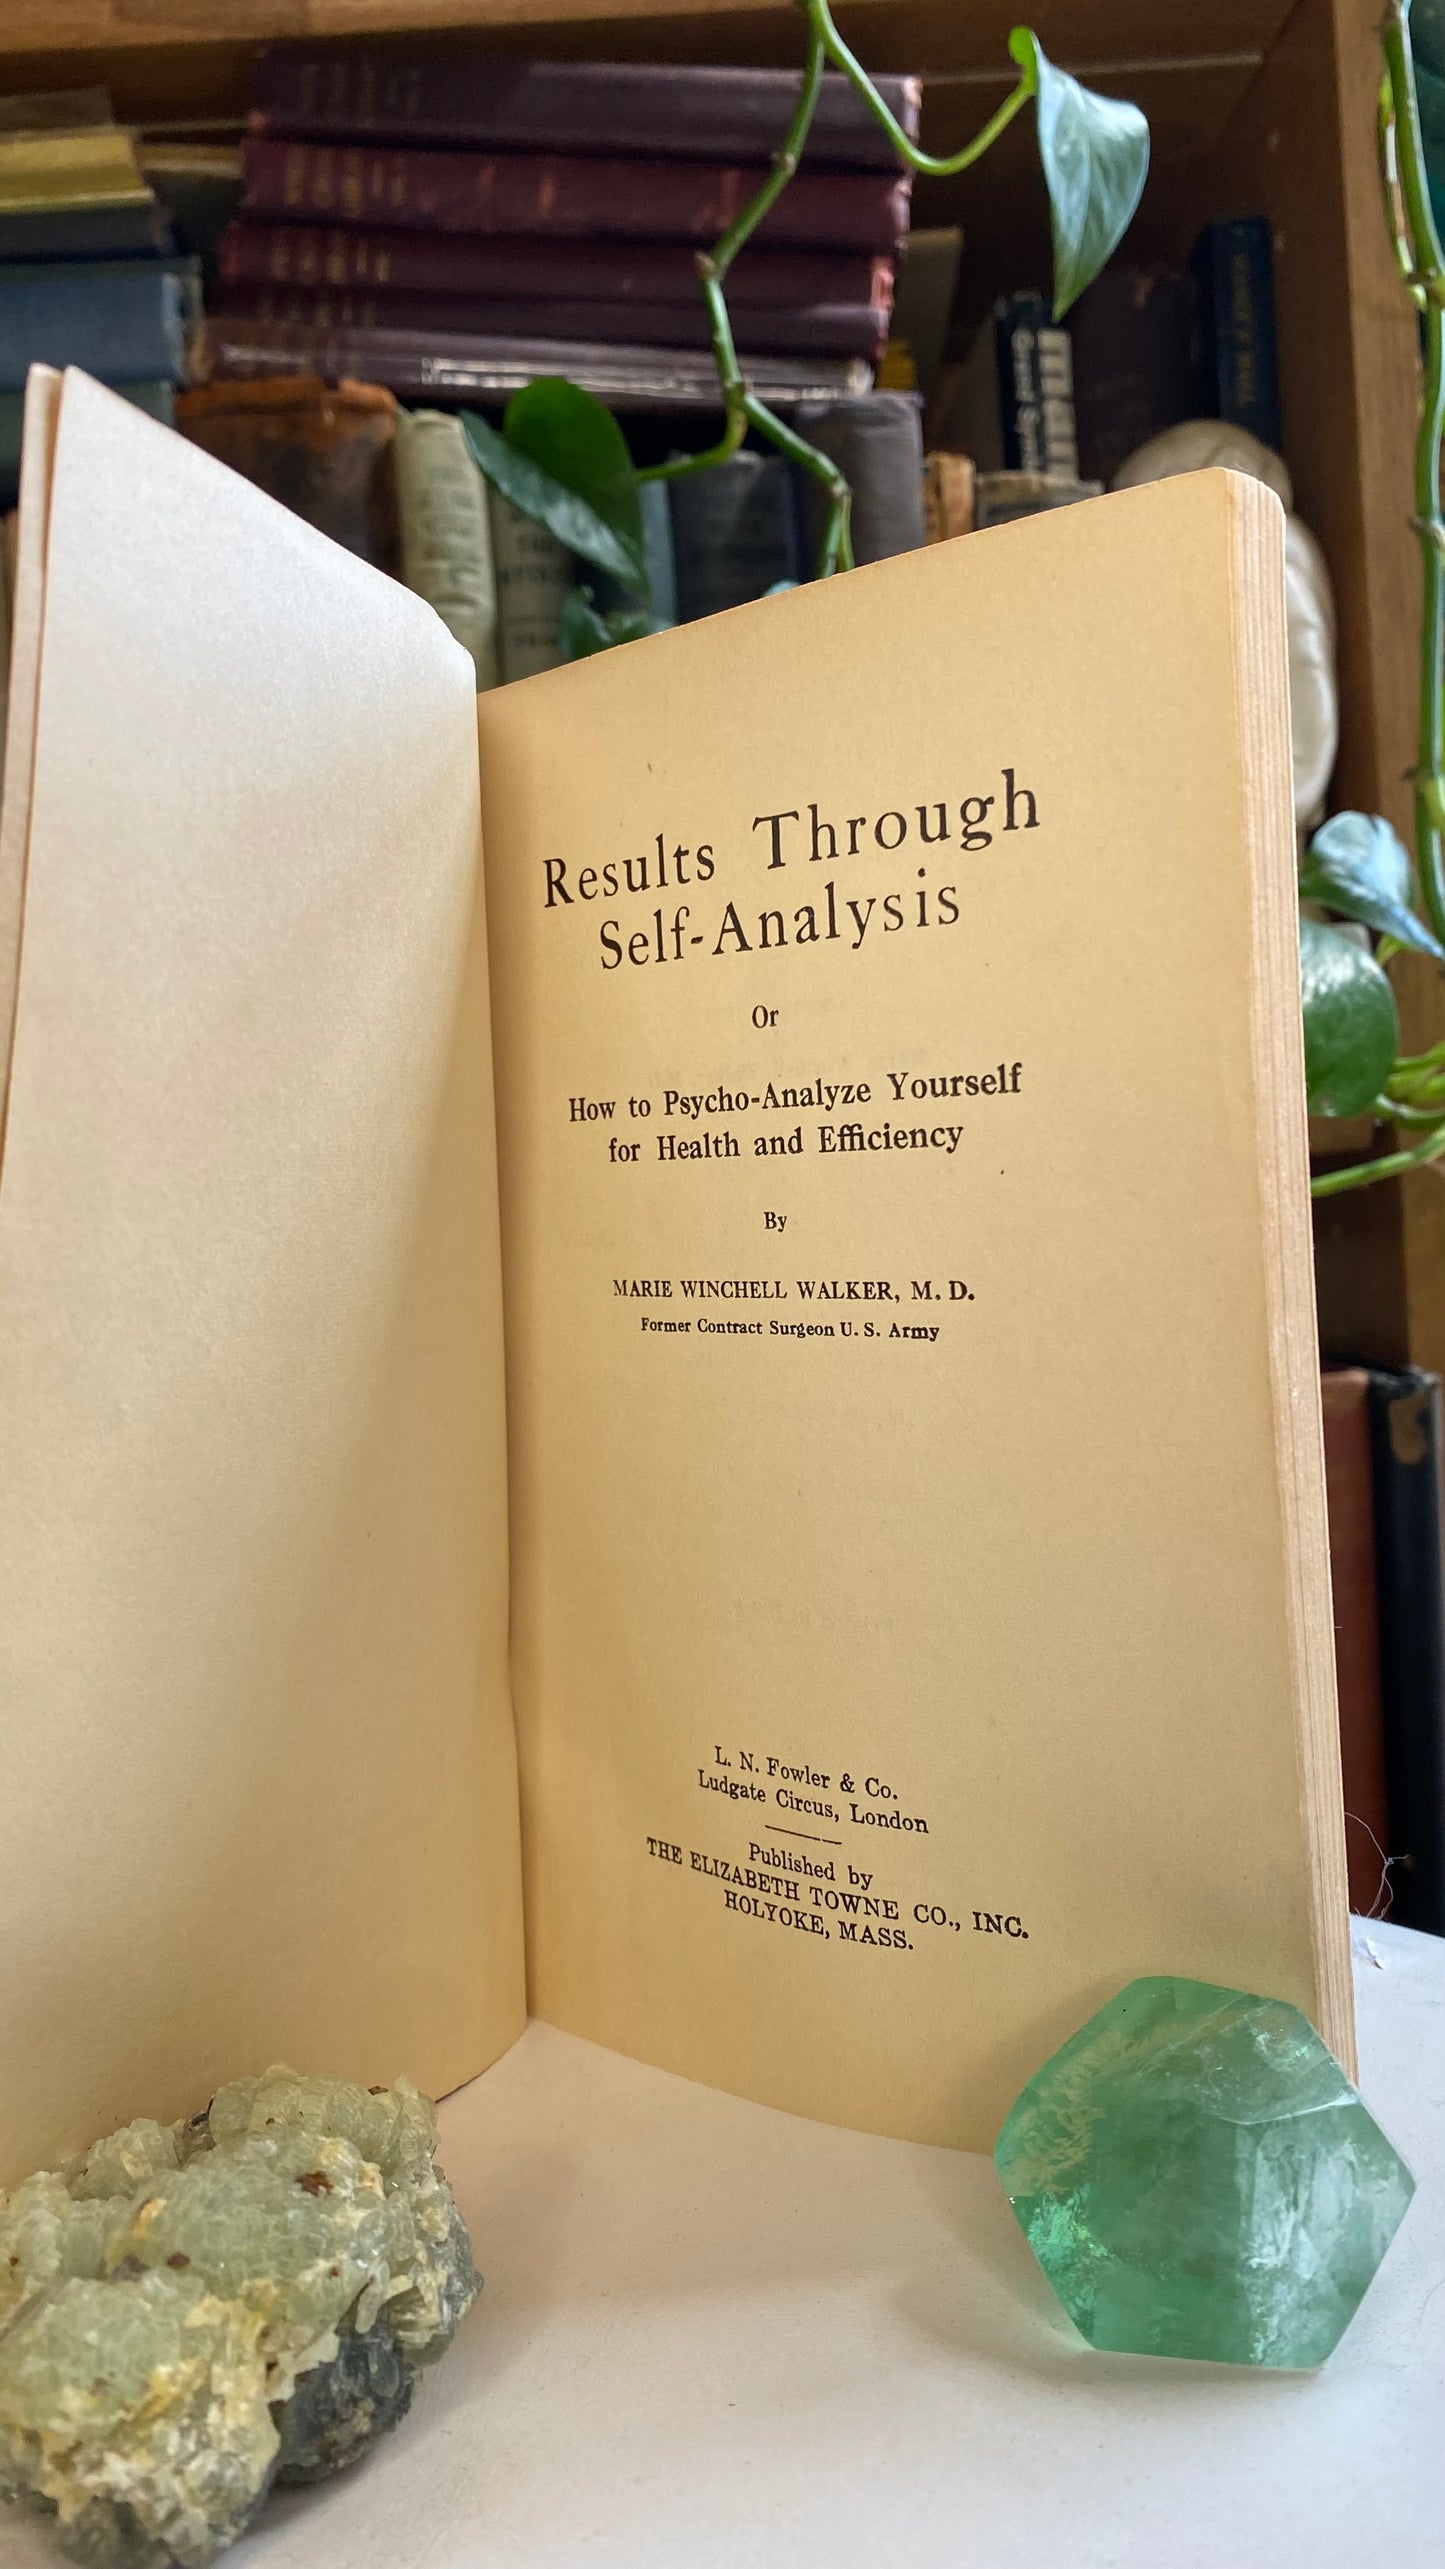 Results Through
Self-Analysis
Or
How to Psycho-Analyze Yourself
for Health and Efficiency
By
MARIE WINCHELL WALKER, M. D.
Former Contract Surgeon U. S. Army
L. N. Fowler & Co.
Ludgate Circus, London
Published by
THE ELIZABETH TOWNE CO., INC.
HOLYOKE, MASS.